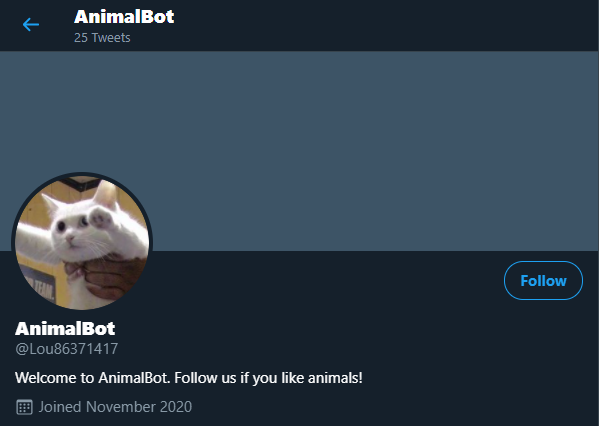 AnimalBot
25 Tweets
Follow
AnimalBot
@Lou86371417
Welcome to AnimalBot. Follow us if you like animals!
Joined November 2020